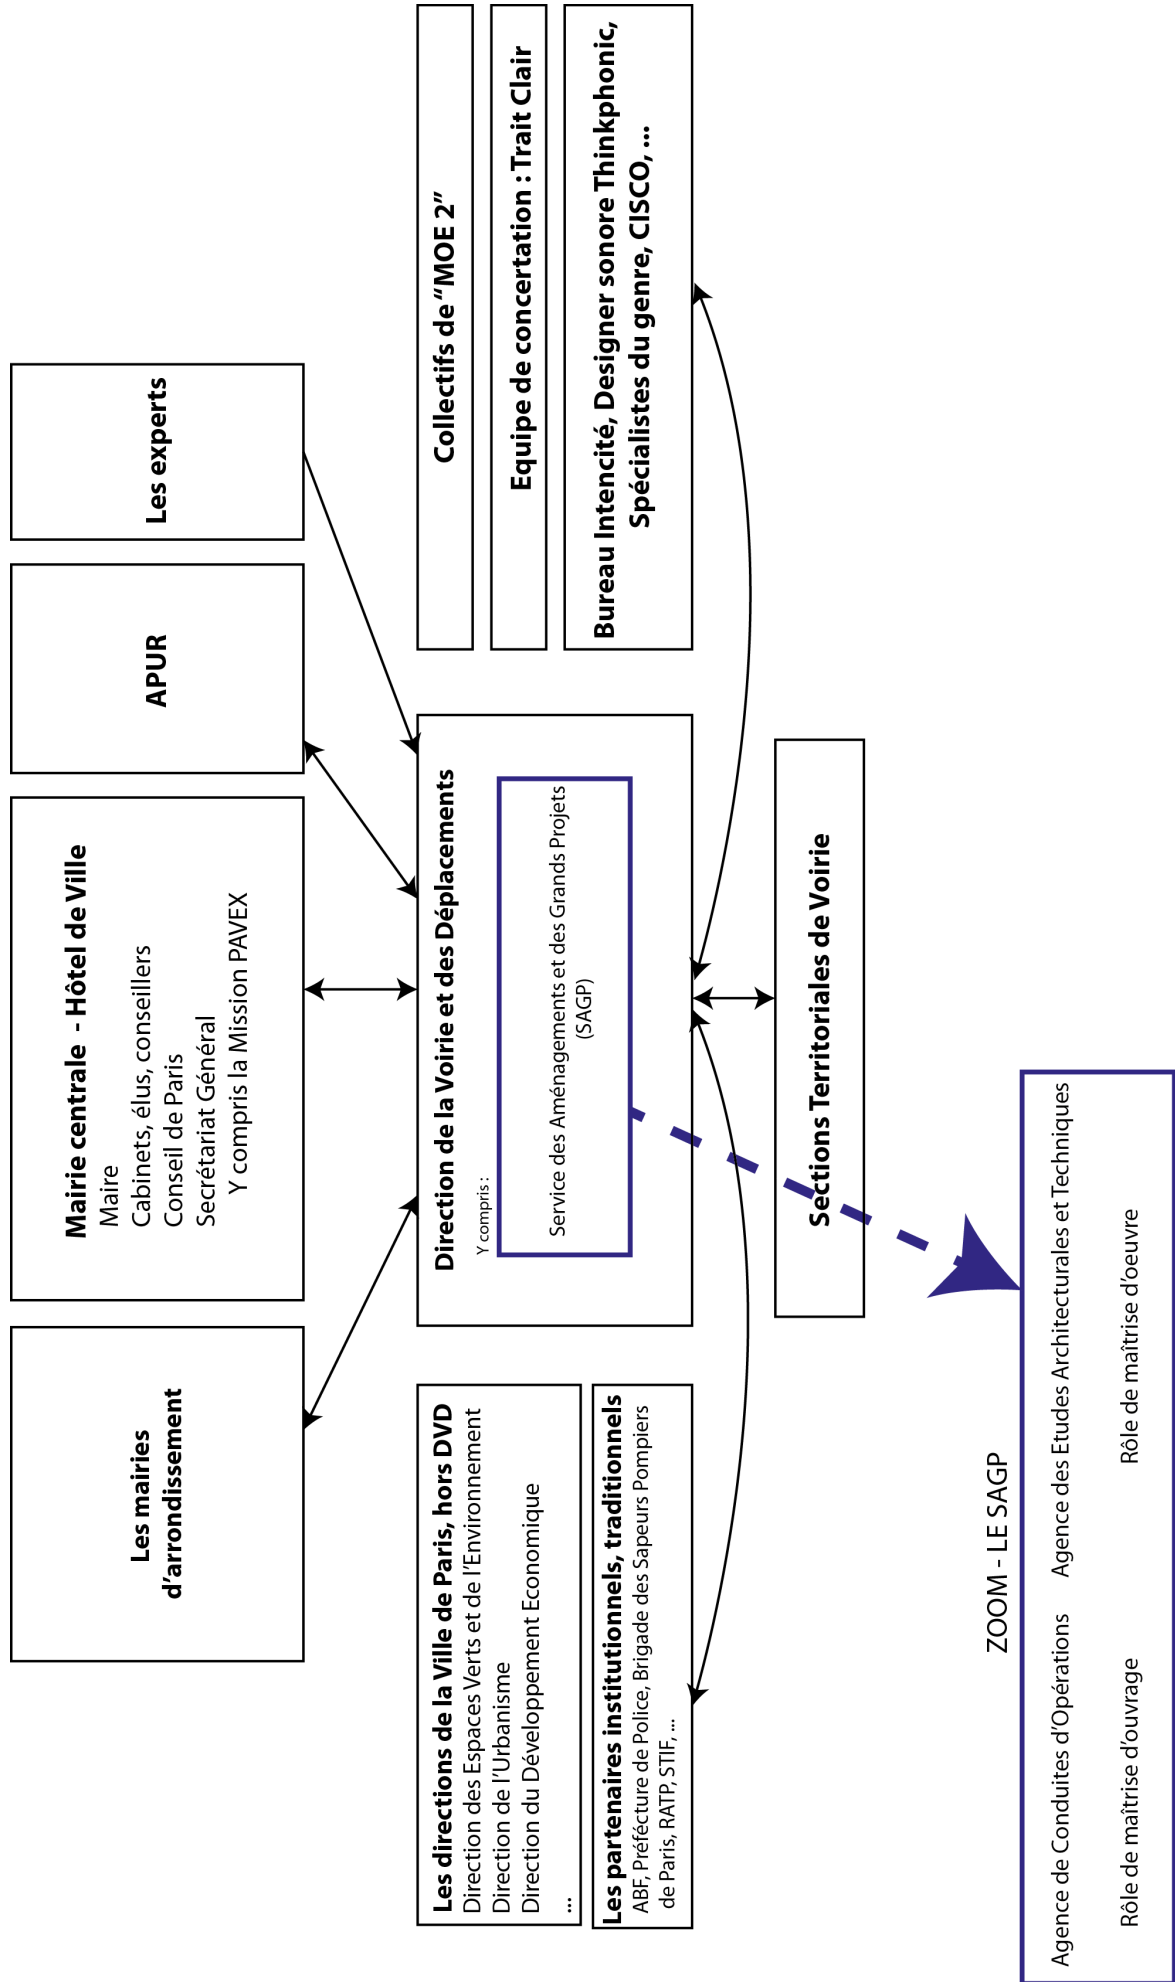 Les mairies
d’arrondissement
Mairie centrale - Hôtel de Ville
Maire
Cabinets, élus, conseillers
Conseil de Paris
Secrétariat Général
Y compris la Mission PAVEX
APUR
Les experts
Les directions de la Ville de Paris, hors DVD
Direction des Espaces Verts et de l’Environnement
Direction de l’Urbanisme
Direction du Développement Economique
...
Les partenaires institutionnels, traditionnels
ABF, Préfécture de Police, Brigade des Sapeurs Pompiers
de Paris, RATP, STIF, ...
Direction de la Voirie et des Déplacements
Y compris :
Service des Aménagements et des Grands Projets
(SAGP)
Collectifs de “MOE 2”
Equipe de concertation : Trait Clair
Bureau Intencité, Designer sonore Thinkphonic,
Spécialistes du genre, CISCO, ...
Sections Territoriales de Voirie
ZOOM - LE SAGP
Agence de Conduites d’Opérations
Agence des Etudes Architecturales et Techniques
Rôle de maîtrise d’ouvrage
Rôle de maîtrise d’oeuvre